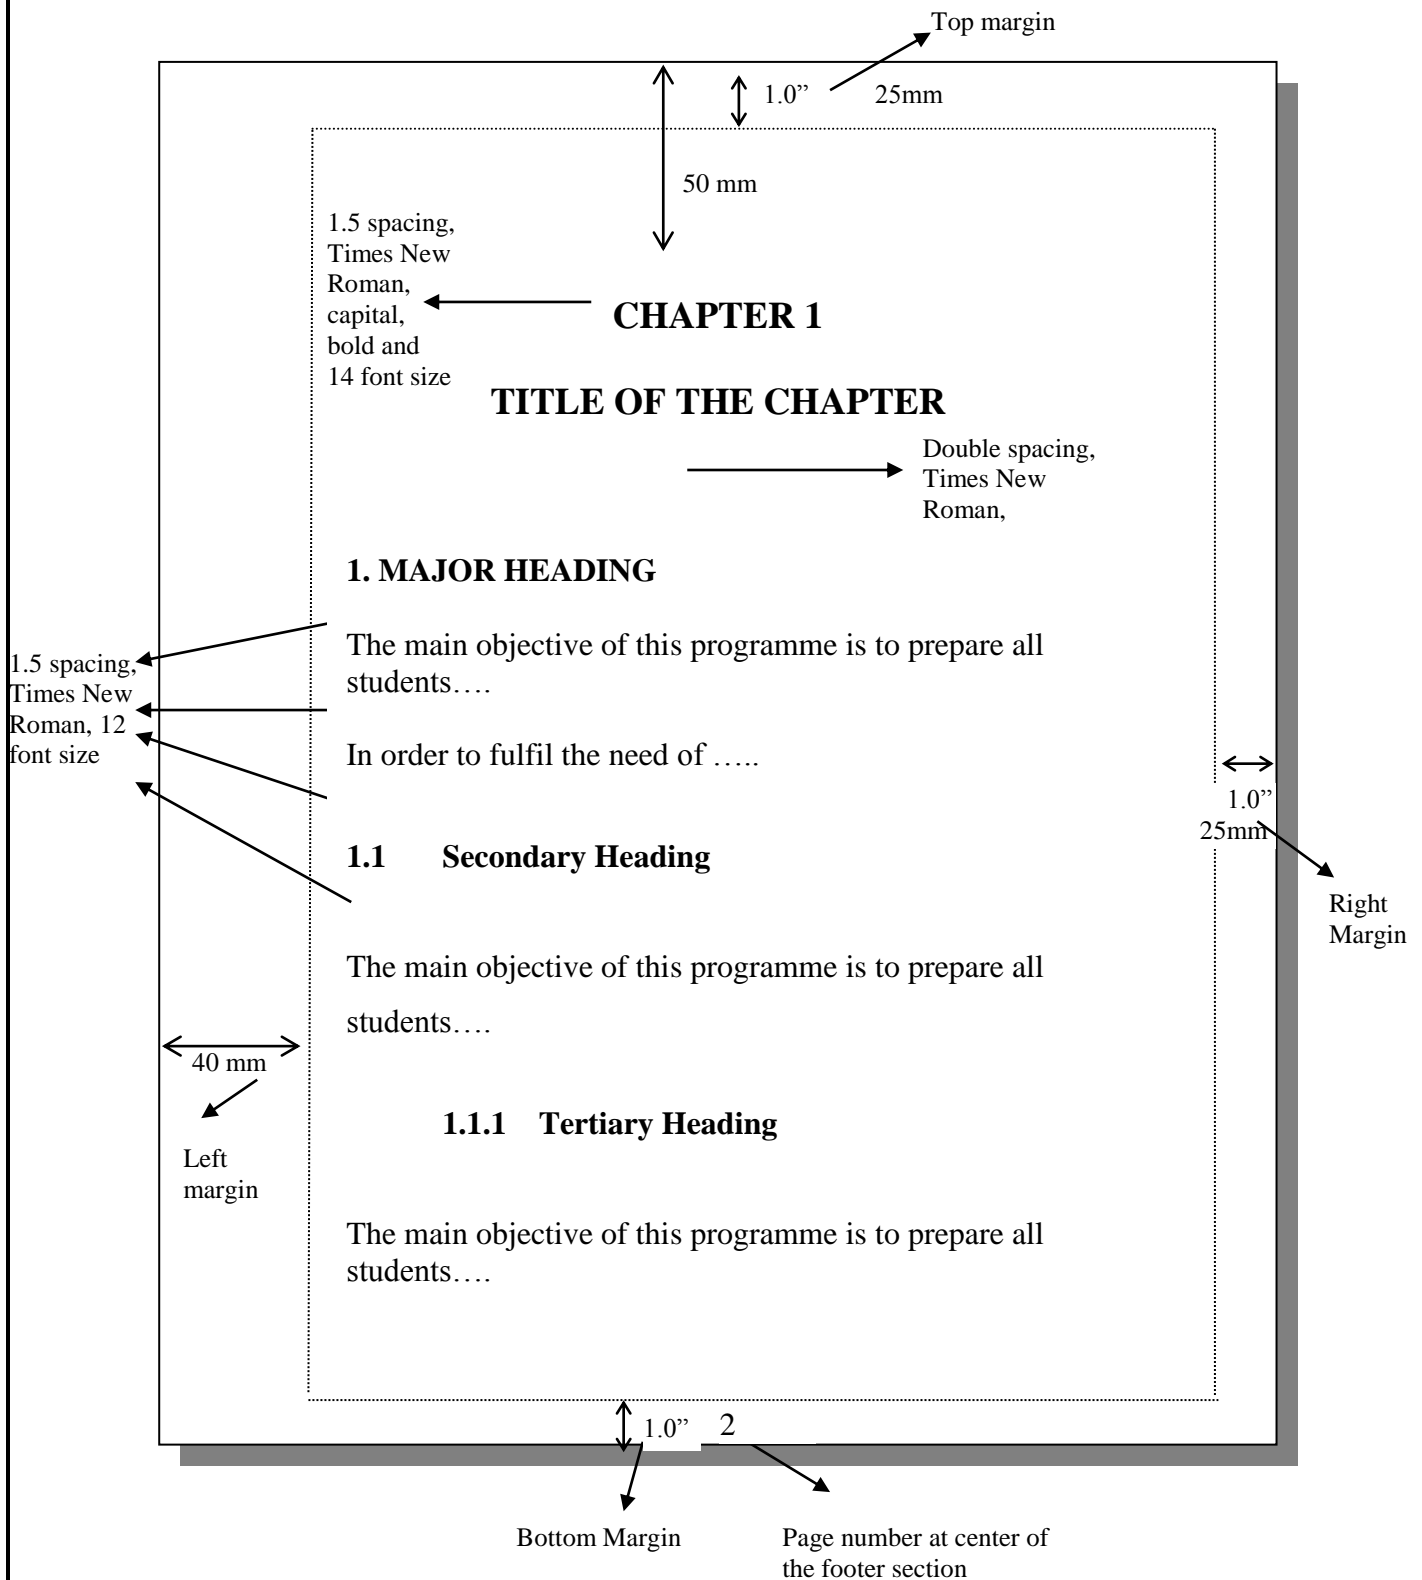 Top margin
1.0” 25mm
50 mm
1.5 spacing,
Times New
Roman,
capital,
bold and
14 font size
CHAPTER 1
TITLE OF THE CHAPTER
Double spacing,
Times New
Roman,
1. MAJOR HEADING
The main objective of this programme is to prepare all
students….
1.5 spacing,
Times New
Roman, 12
font size
In order to fulfil the need of …..
1.0”
25mm
1.1 Secondary Heading
Right
Margin
The main objective of this programme is to prepare all
students….
40 mm
1.1.1 Tertiary Heading
Left
margin
The main objective of this programme is to prepare all
students….
1.0” 2
Bottom Margin
Page number at center of
the footer section